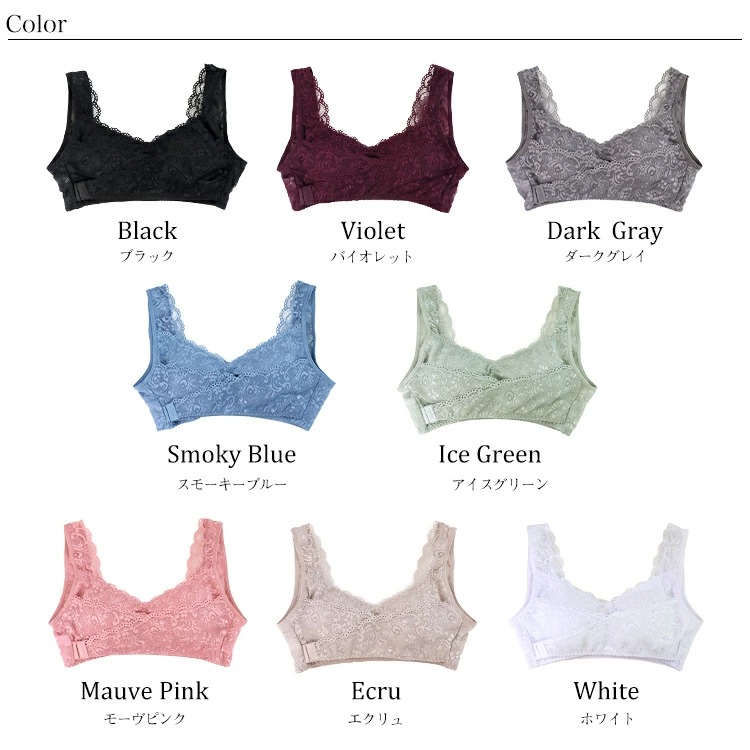 Color
Black Violet Dark Gray
ブラック バイオレット ダークグレイ
Smoky Blue Ice Green
スモーキーブルー アイスグリーン
Mauve Pink Ecru White
モーヴピンク エクリュ ホワイト